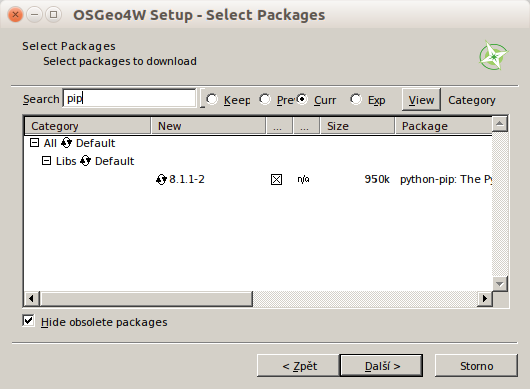 OSGeo4W Setup - Select Packages
Select Packages
Select packages to download
Search pip Keep Pre Curr Exp View Category
Category New ... ... Size Package
All Default
Libs Default
8.1.1-2 n/a 950k python-pip: The Py
Hide obsolete packages
< Zpět Další > Storno